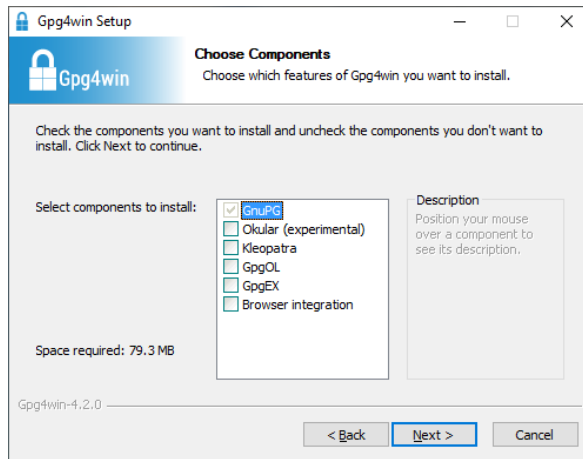 Gpg4win Setup
Gpg4win
Choose Components
Choose which features of Gpg4win you want to install.
Check the components you want to install and uncheck the components you don't want to
install. Click Next to continue.
Select components to install:
GnuPG
Okular (experimental)
Kleopatra
GpgOL
GpgEX
Browser integration
Description
Position your mouse
over a component to
see its description.
Space required: 79.3 MB
Gpg4win-4.2.0
< Back
Next >
Cancel